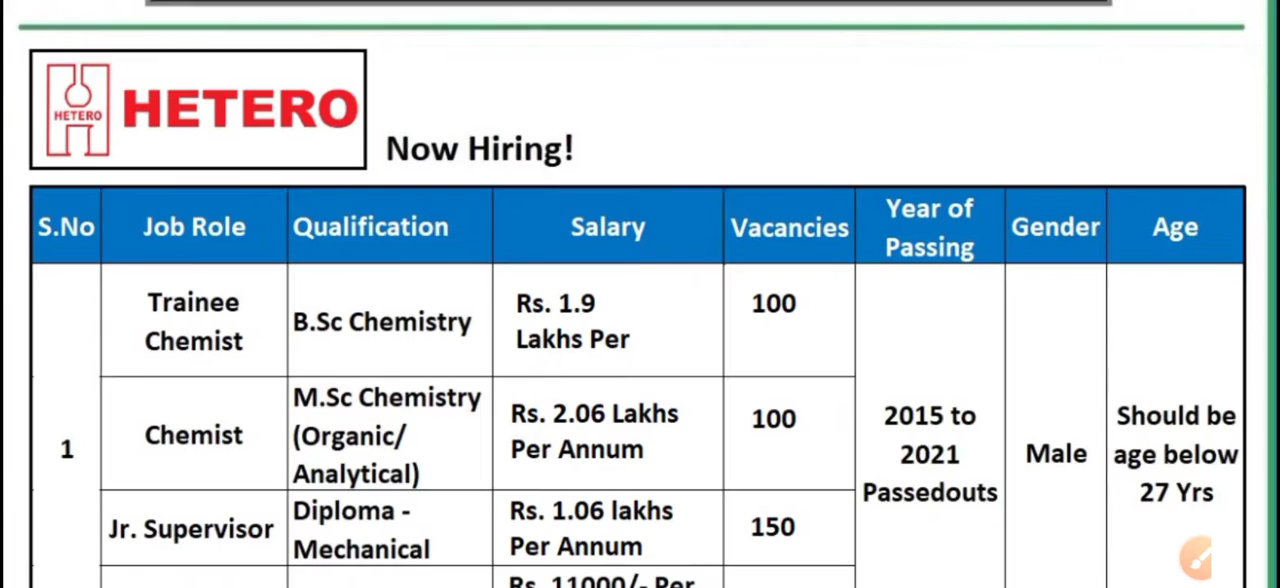 HETERO
HETERO
Now Hiring!
S.No
Job Role
Qualification
Salary
Vacancies
Year of
Passing
Gender
Age
1
Trainee
Chemist
B.Sc Chemistry
Rs. 1.9
Lakhs Per
100
Chemist
M.Sc Chemistry
(Organic/
Analytical)
Rs. 2.06 Lakhs
Per Annum
100
Jr. Supervisor
Diploma -
Mechanical
Rs. 1.06 lakhs
Per Annum
150
Rs. 11000/- Per
2015 to
2021
Passedouts
Male
Should be
age below
27 Yrs